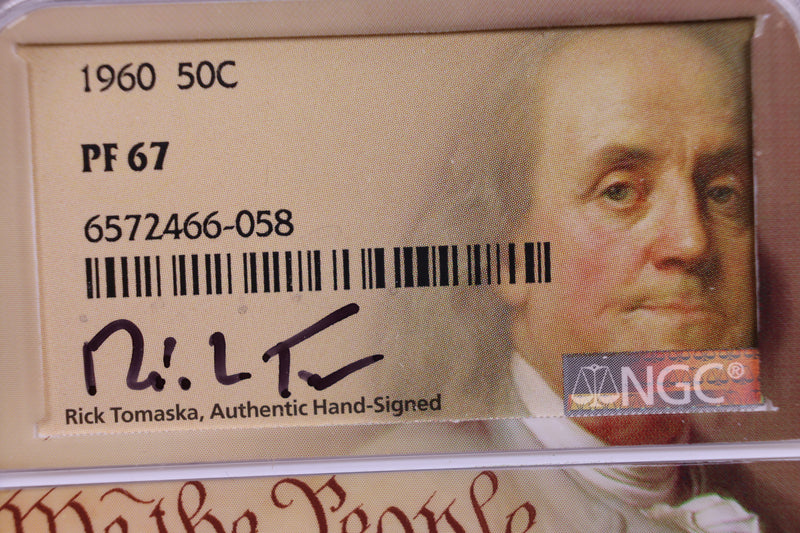 1960 50C
PF 67
6572466-058
Rick Tomaska, Authentic Hand-Signed
NGC®
We the People